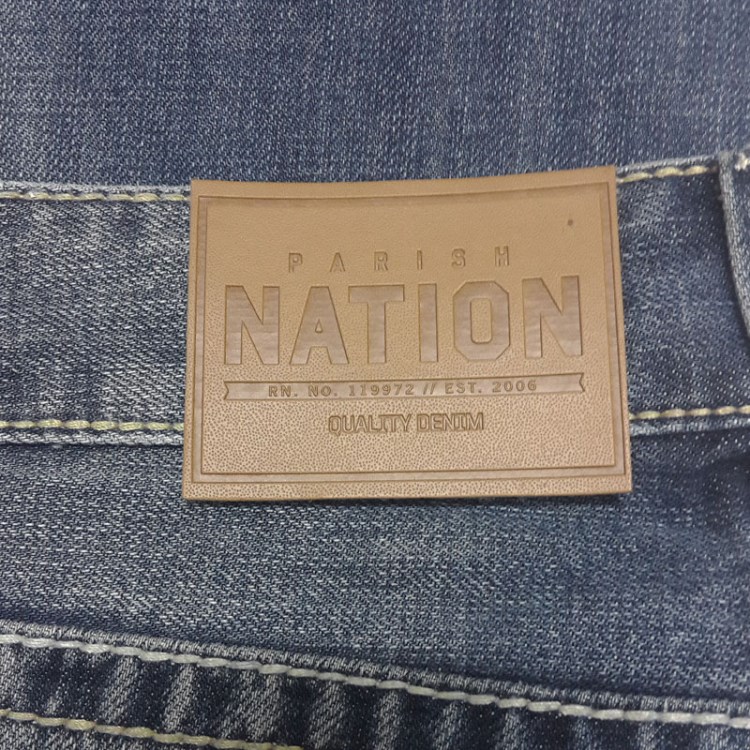 PARISH
NATION
RN. NO. 119972 // EST. 2006
QUALITY DENIM